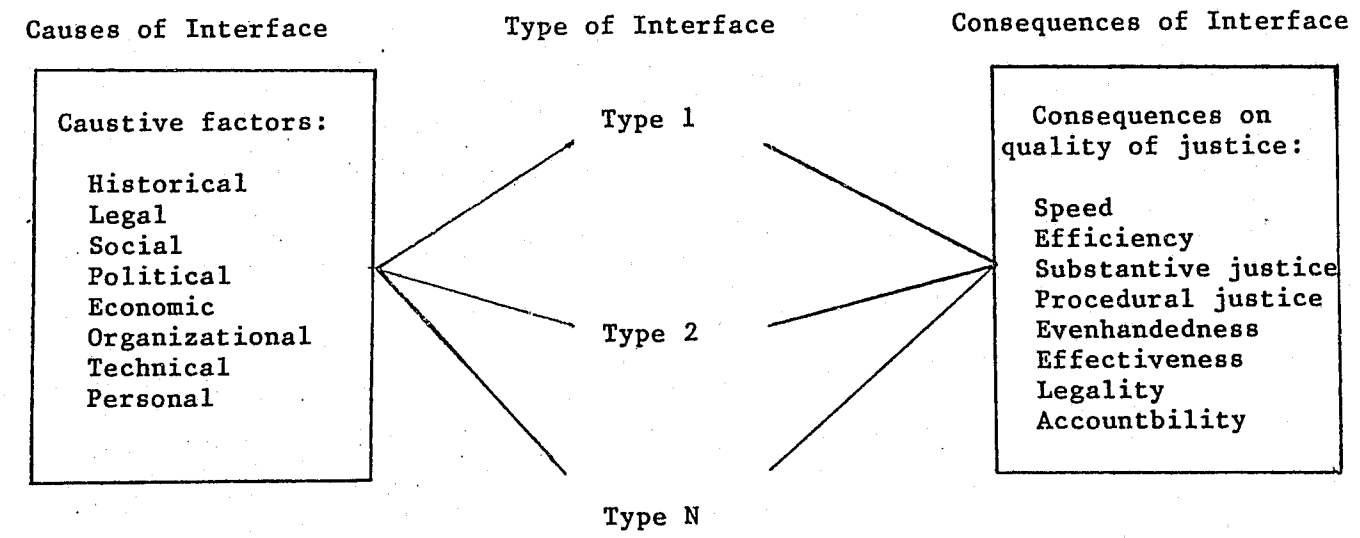 Causes of Interface
Type of Interface
Consequences of Interface
Caustive factors:
Historical
Legal
Social
Political
Economic
Organizational
Technical
Personal
Type 1
Type 2
Type N
Consequences on
quality of justice:
Speed
Efficiency
Substantive justice
Procedural justice
Evenhandedness
Effectiveness
Legality
Accountbility